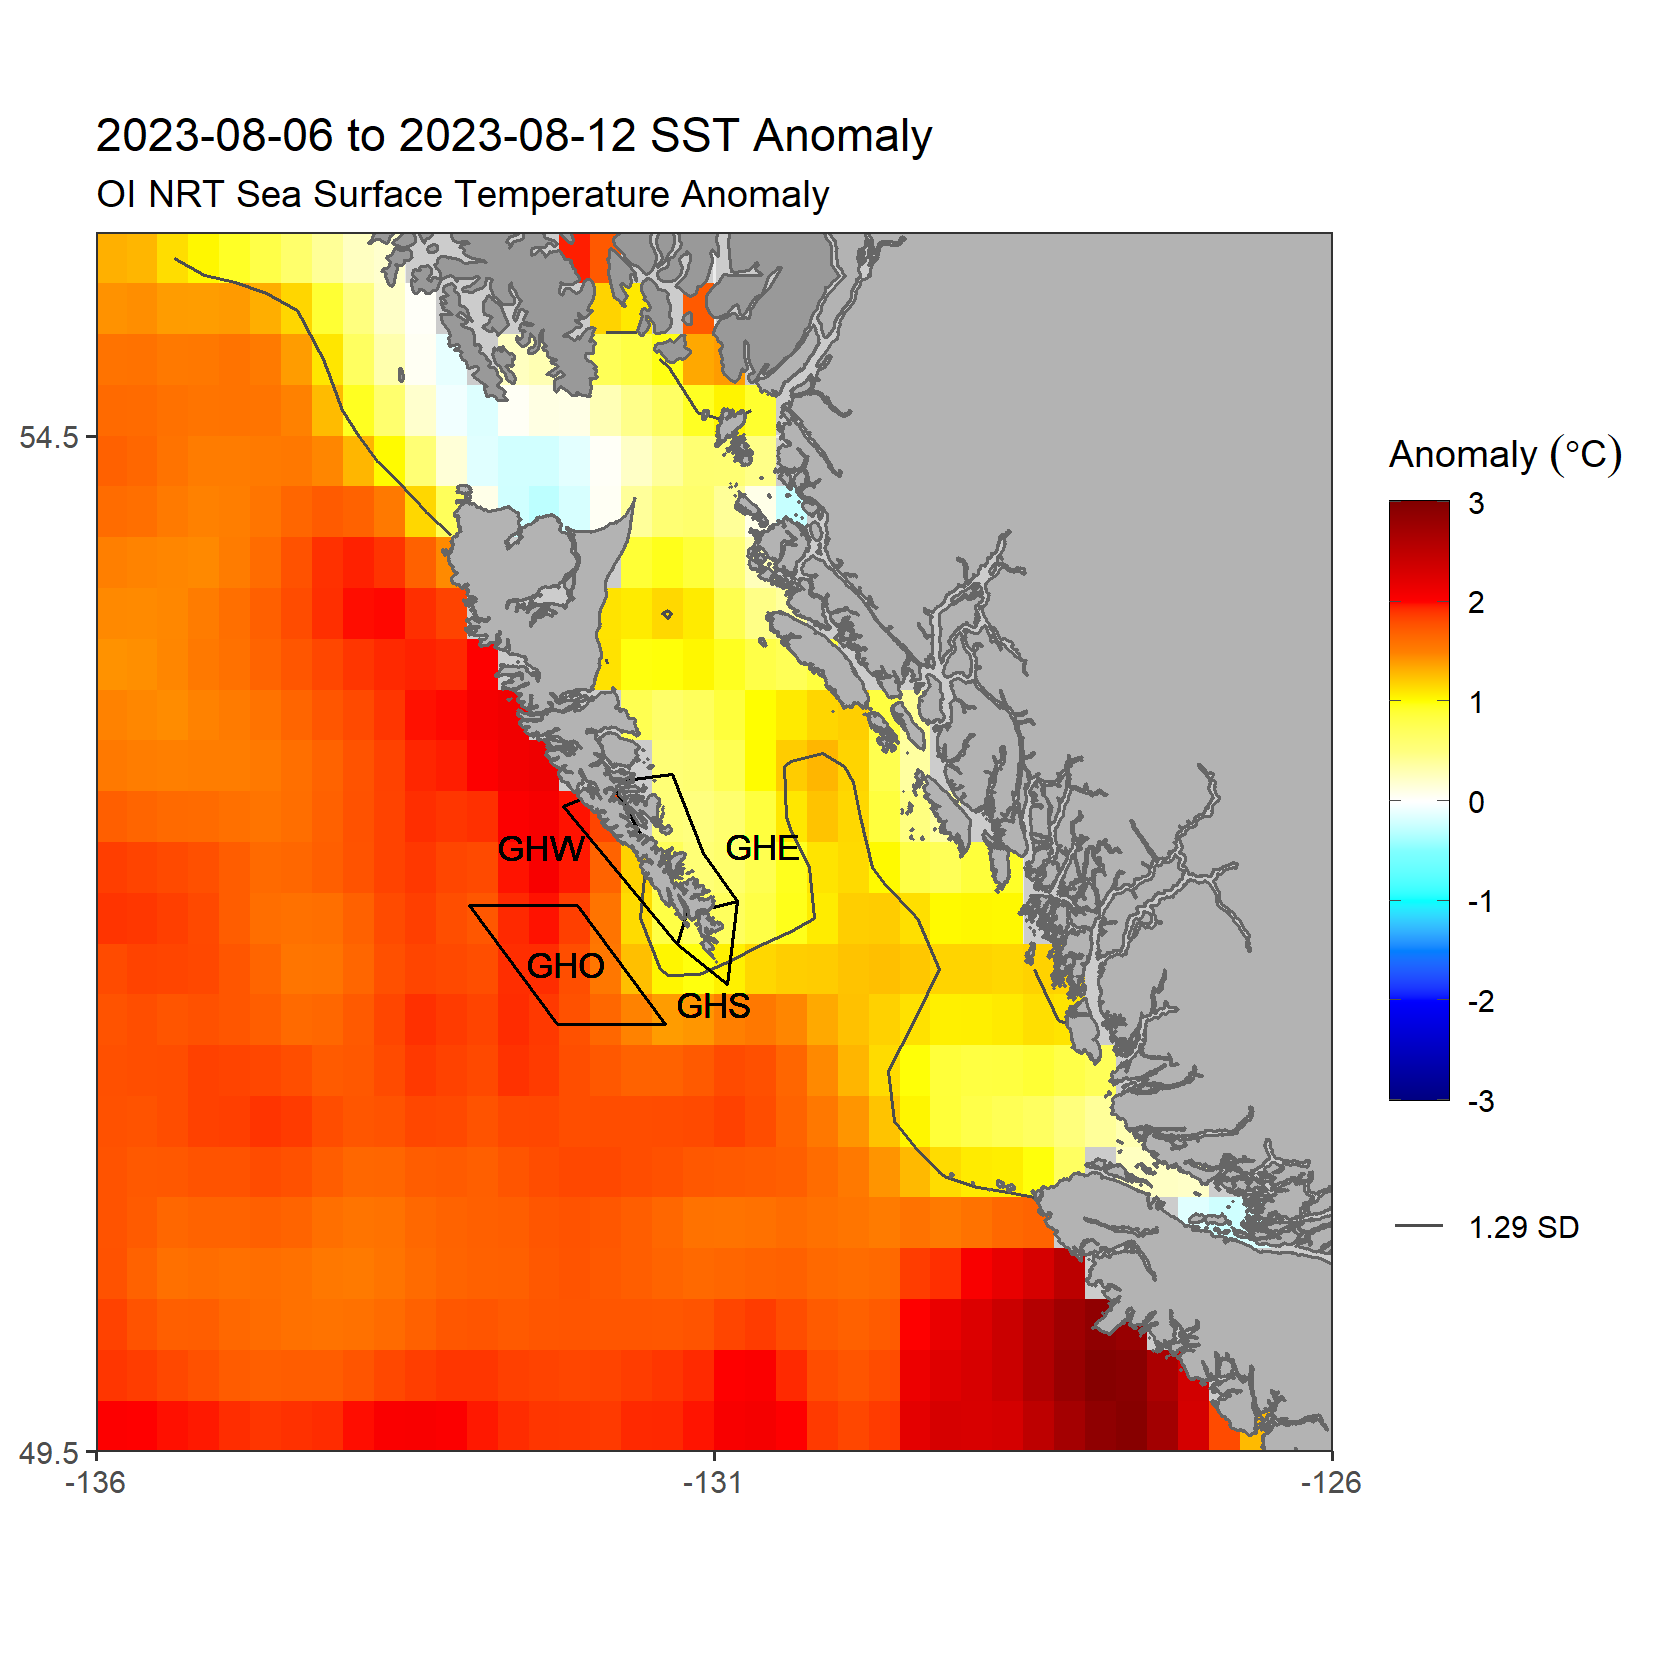 2023-08-06 to 2023-08-12 SST Anomaly
OI NRT Sea Surface Temperature Anomaly
54.5
49.5
-136
-131
-126
GHW
GHE
GHO
GHS
Anomaly (°C)
3
2
1
0
-1
-2
-3
1.29 SD